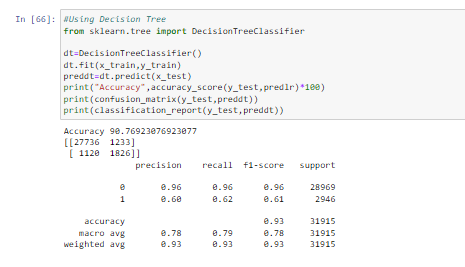 In [66]: #Using Decision Tree
from sklearn.tree import DecisionTreeClassifier
dt=DecisionTreeClassifier()
dt.fit(x_train,y_train)
preddt=dt.predict(x_test)
print("Accuracy",accuracy_score(y_test,predlr)*100)
print(confusion_matrix(y_test,preddt))
print(classification_report(y_test,preddt))
Accuracy 90.76923076923077
[[27736 1233]
[ 1120 1826]]
precision recall f1-score support
0 0.96 0.96 0.96 28969
1 0.60 0.62 0.61 2946
accuracy 0.93 31915
macro avg 0.78 0.79 0.78 31915
weighted avg 0.93 0.93 0.93 31915